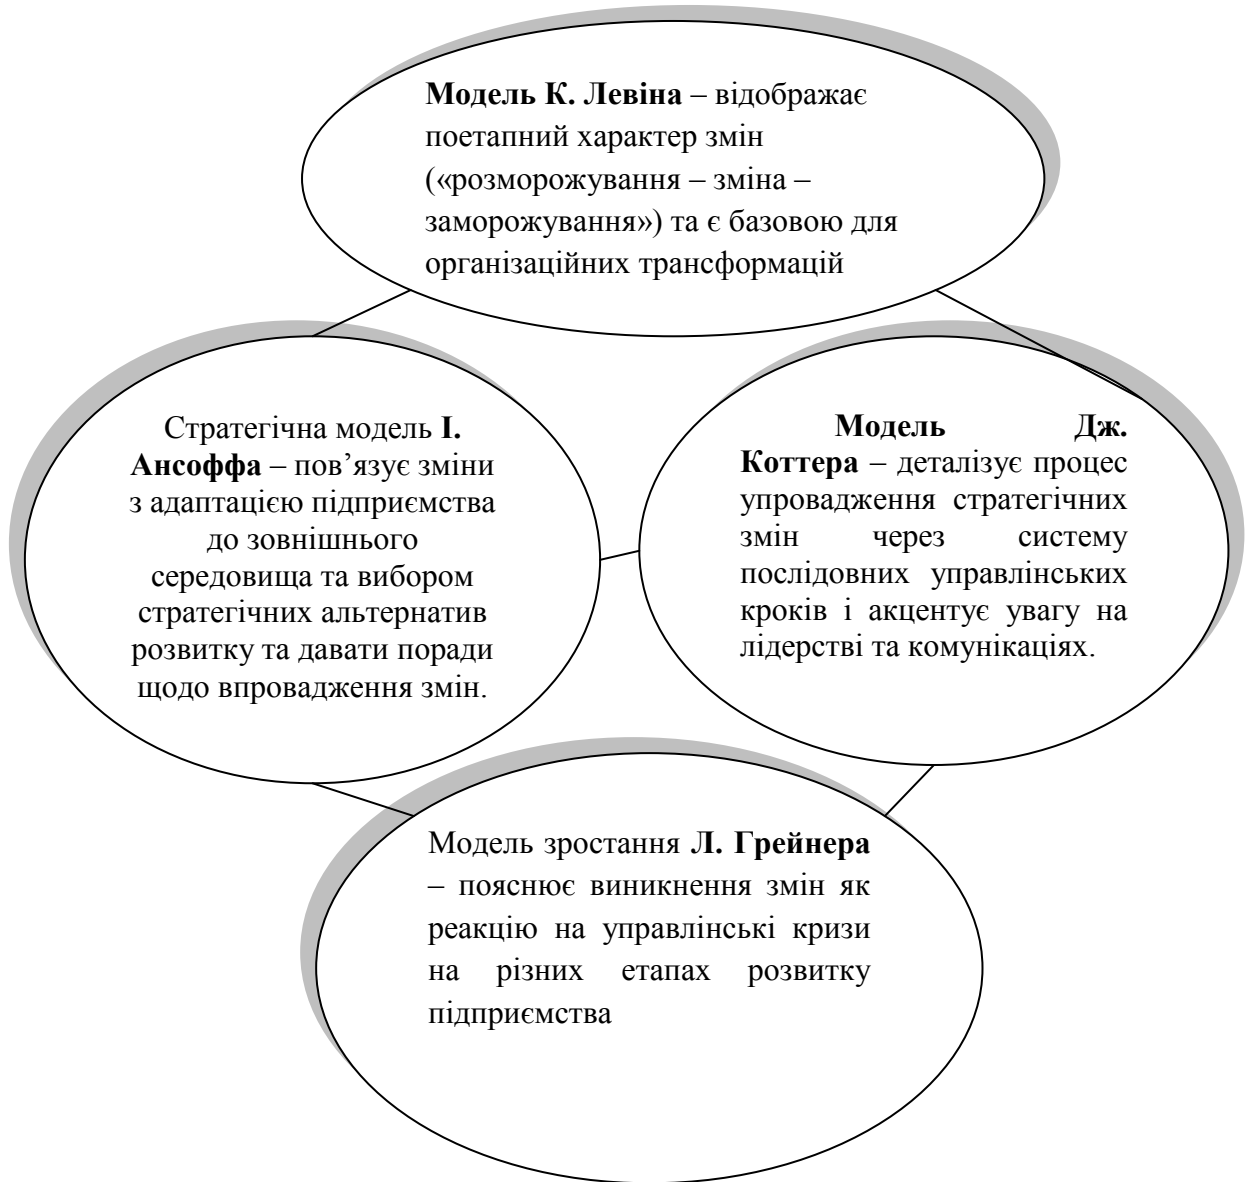 Модель К. Левіна – відображає
поетапний характер змін
(«розморожування – зміна –
заморожування») та є базовою для
організаційних трансформацій
Стратегічна модель І.
Ансоффа – пов’язує зміни
з адаптацією підприємства
до зовнішнього
середовища та вибором
стратегічних альтернатив
розвитку та давати поради
щодо впровадження змін.
Модель Дж.
Коттера – деталізує процес
упровадження стратегічних
змін через систему
послідовних управлінських
кроків і акцентує увагу на
лідерстві та комунікаціях.
Модель зростання Л. Грейнера
– пояснює виникнення змін як
реакцію на управлінські кризи
на різних етапах розвитку
підприємства